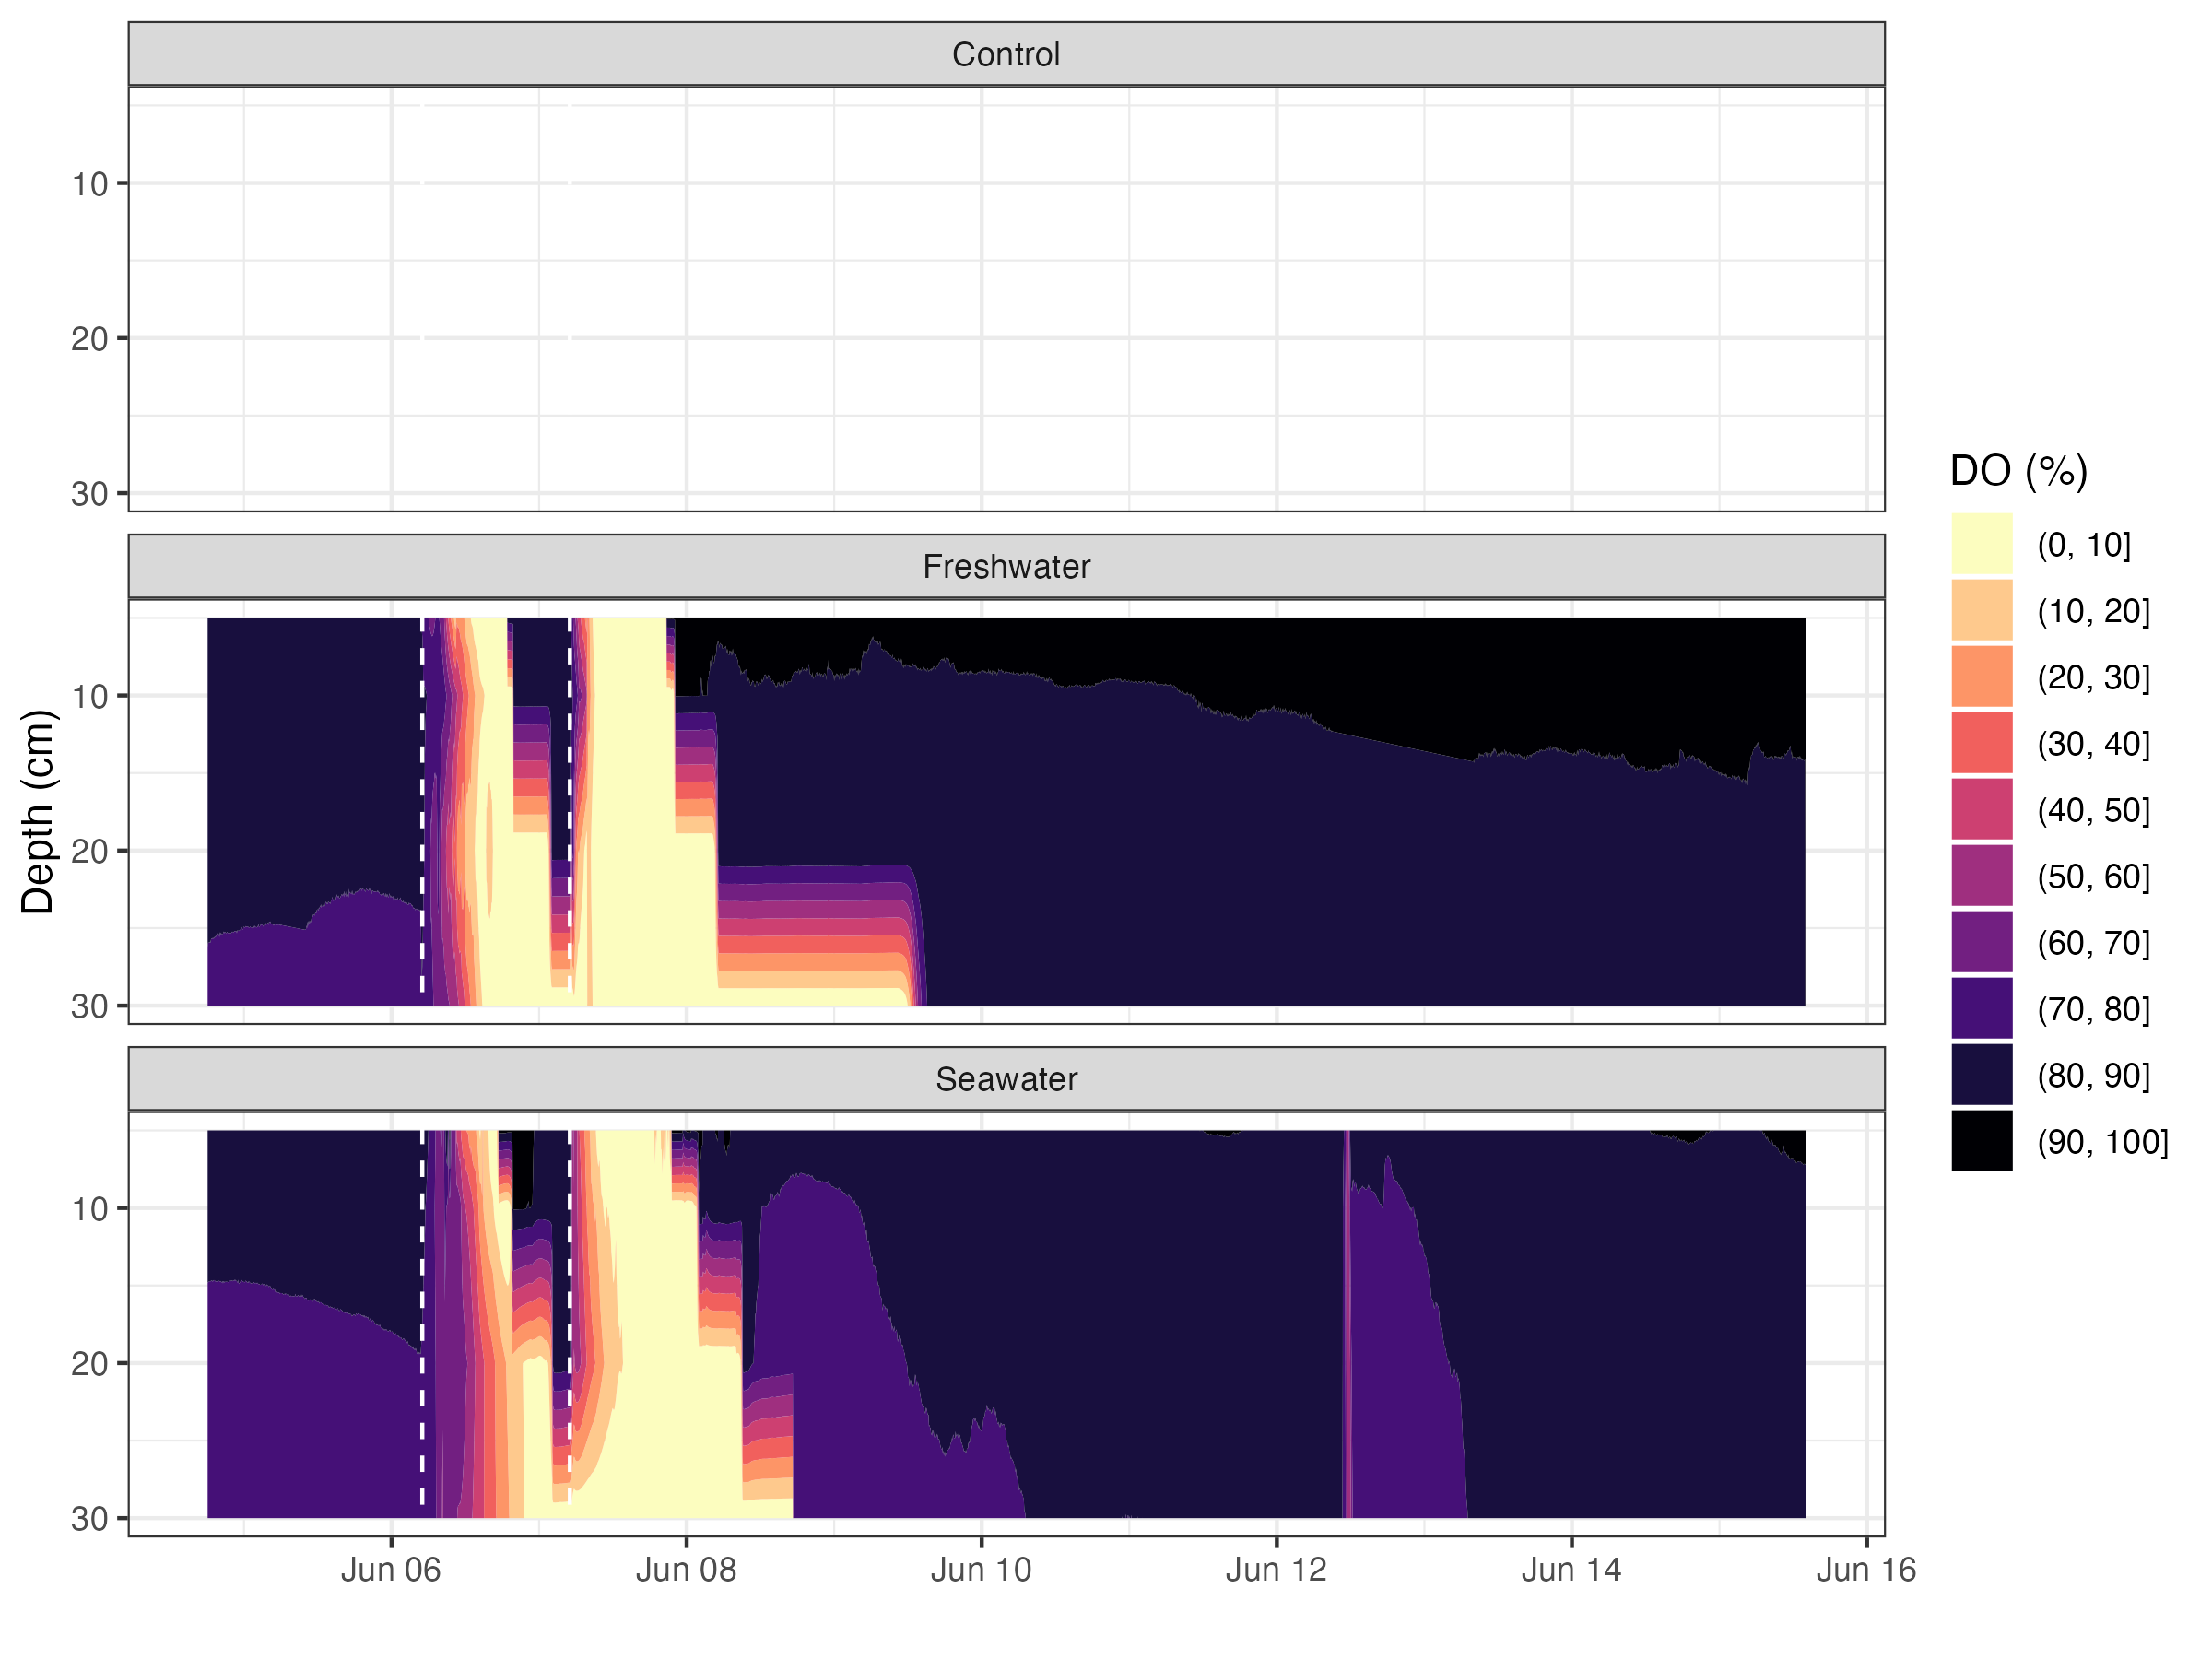 Control
10
20
30
Freshwater
10
20
30
Seawater
10
20
30
Jun 06
Jun 08
Jun 10
Jun 12
Jun 14
Jun 16
Depth (cm)
DO (%)
(0, 10]
(10, 20]
(20, 30]
(30, 40]
(40, 50]
(50, 60]
(60, 70]
(70, 80]
(80, 90]
(90, 100]